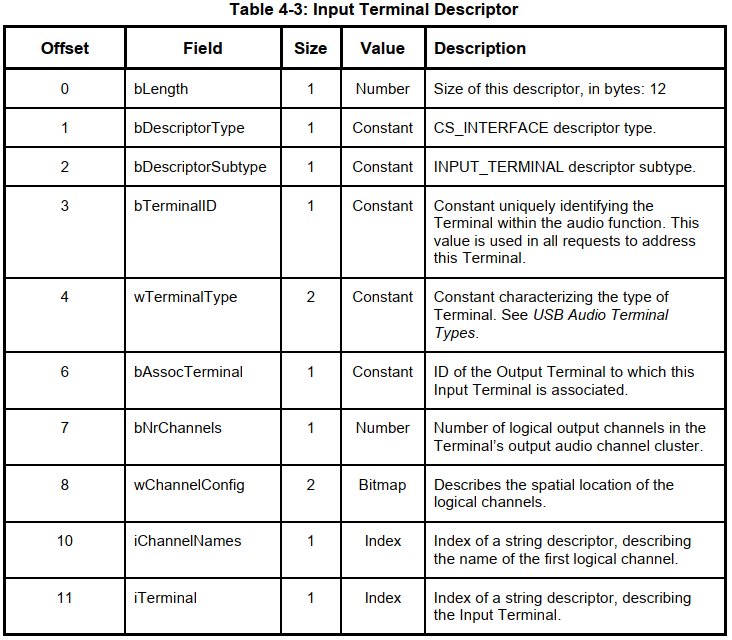 Table 4-3: Input Terminal Descriptor
Offset Field Size Value Description
0 bLength 1 Number Size of this descriptor, in bytes: 12
1 bDescriptorType 1 Constant CS_INTERFACE descriptor type.
2 bDescriptorSubtype 1 Constant INPUT_TERMINAL descriptor subtype.
3 bTerminalID 1 Constant Constant uniquely identifying the
Terminal within the audio function. This
value is used in all requests to address
this Terminal.
4 wTerminalType 2 Constant Constant characterizing the type of
Terminal. See USB Audio Terminal
Types.
6 bAssocTerminal 1 Constant ID of the Output Terminal to which this
Input Terminal is associated.
7 bNrChannels 1 Number Number of logical output channels in the
Terminal’s output audio channel cluster.
8 wChannelConfig 2 Bitmap Describes the spatial location of the
logical channels.
10 iChannelNames 1 Index Index of a string descriptor, describing
the name of the first logical channel.
11 iTerminal 1 Index Index of a string descriptor, describing
the Input Terminal.